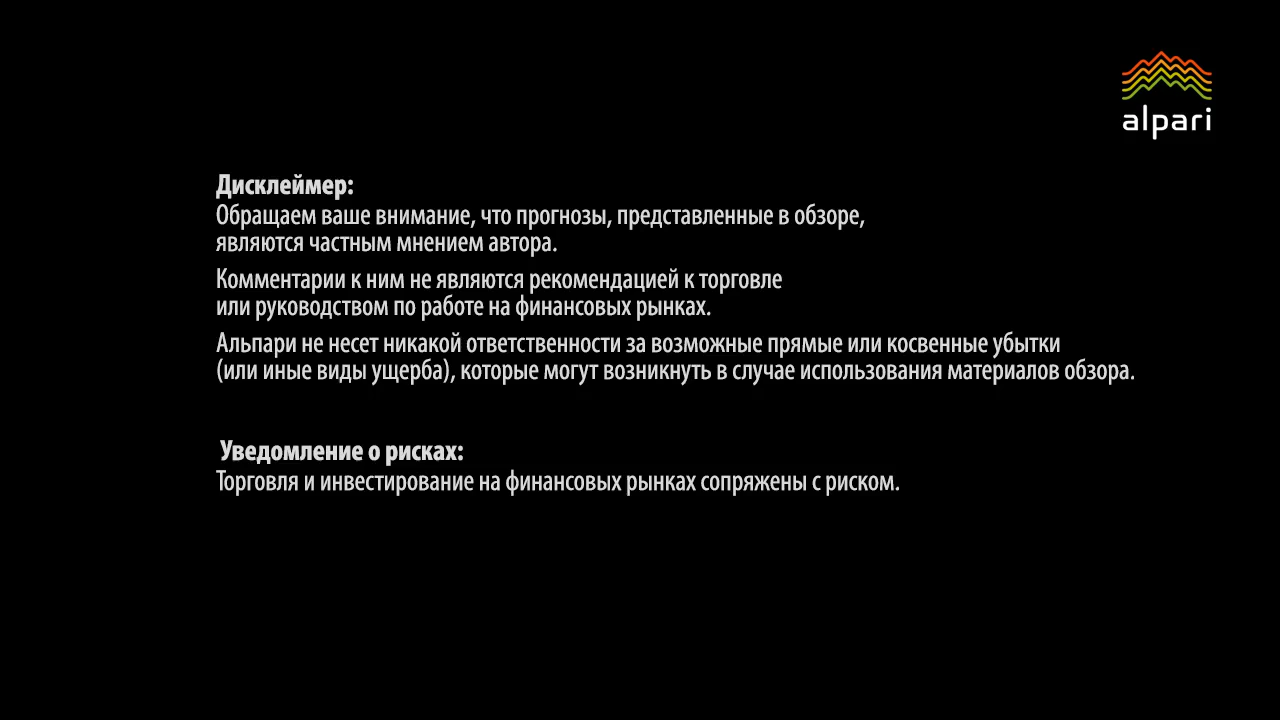 alpari
Дисклеймер:
Обращаем ваше внимание, что прогнозы, представленные в обзоре,
являются частным мнением автора.
Комментарии к ним не являются рекомендацией к торговле
или руководством по работе на финансовых рынках.
Альпари не несет никакой ответственности за возможные прямые или косвенные убытки
(или иные виды ущерба), которые могут возникнуть в случае использования материалов обзора.
Уведомление о рисках:
Торговля и инвестирование на финансовых рынках сопряжены с риском.